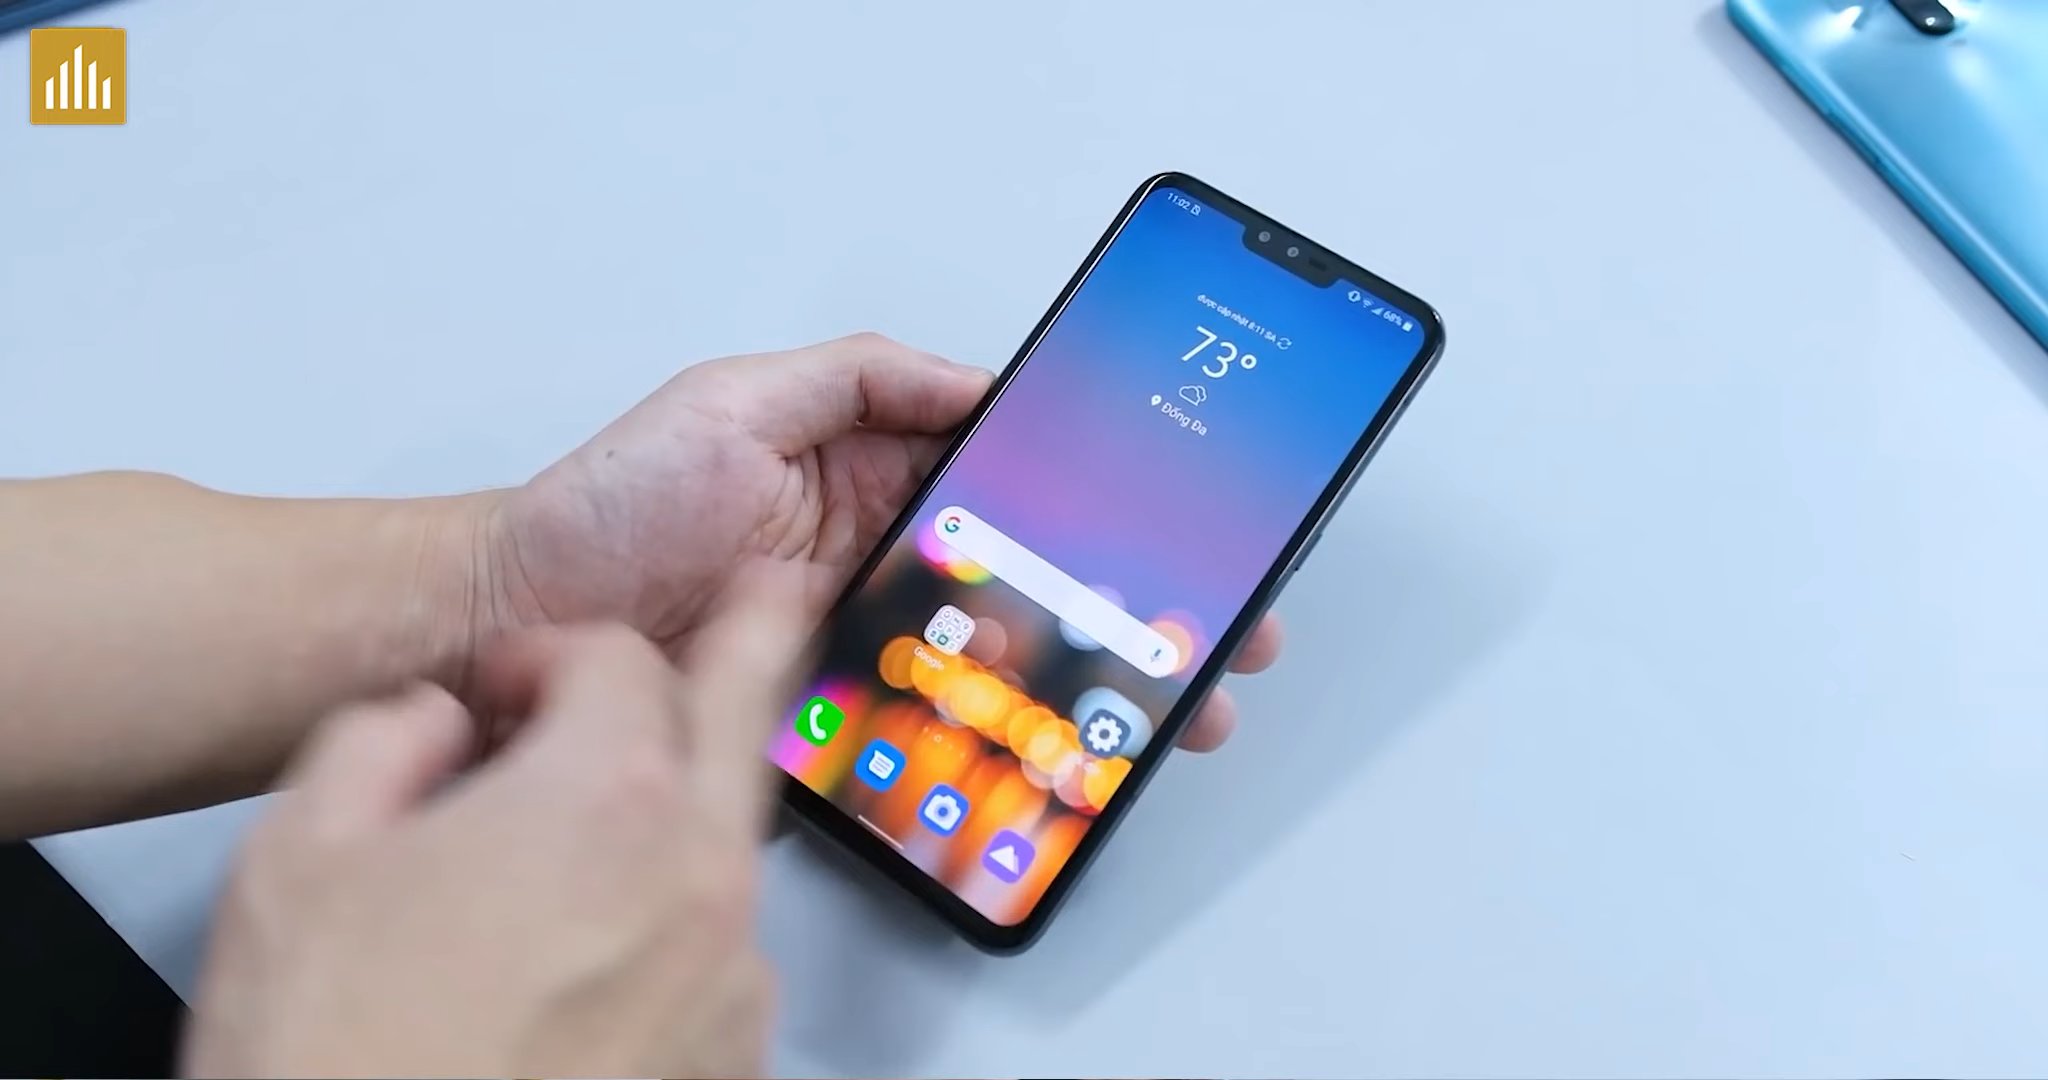 11:02
68%
được cập nhật 8:11 SA
73°
Đống Đa
G
Google